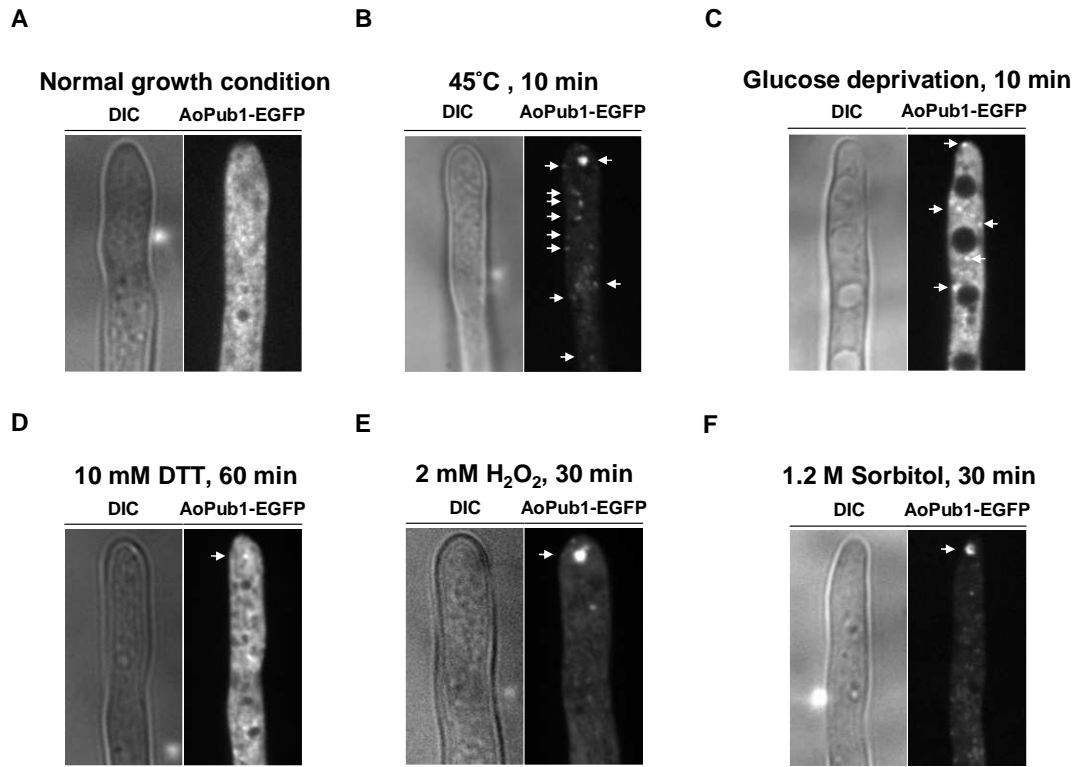 A
B
C
Normal growth condition
45°C , 10 min
Glucose deprivation, 10 min
DIC AoPub1-EGFP
DIC AoPub1-EGFP
DIC AoPub1-EGFP
D
E
F
10 mM DTT, 60 min
2 mM H₂O₂, 30 min
1.2 M Sorbitol, 30 min
DIC AoPub1-EGFP
DIC AoPub1-EGFP
DIC AoPub1-EGFP